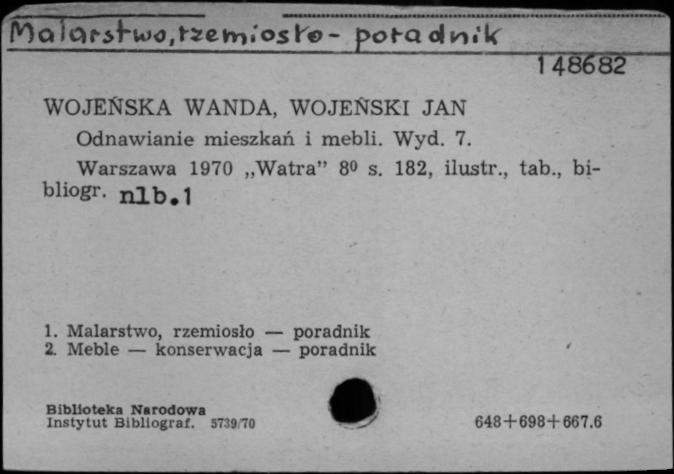 Malarstwo, rzemiosło - poradnik
148682
WOJEŃSKA WANDA, WOJEŃSKI JAN
Odnawianie mieszkań i mebli. Wyd. 7.
Warszawa 1970 „Watra” 8⁰ s. 182, ilustr., tab., bi-
bliogr. nlb.1
1. Malarstwo, rzemiosło — poradnik
2. Meble — konserwacja — poradnik
Biblioteka Narodowa
Instytut Bibliograf. 5739/70
648+698+667.6